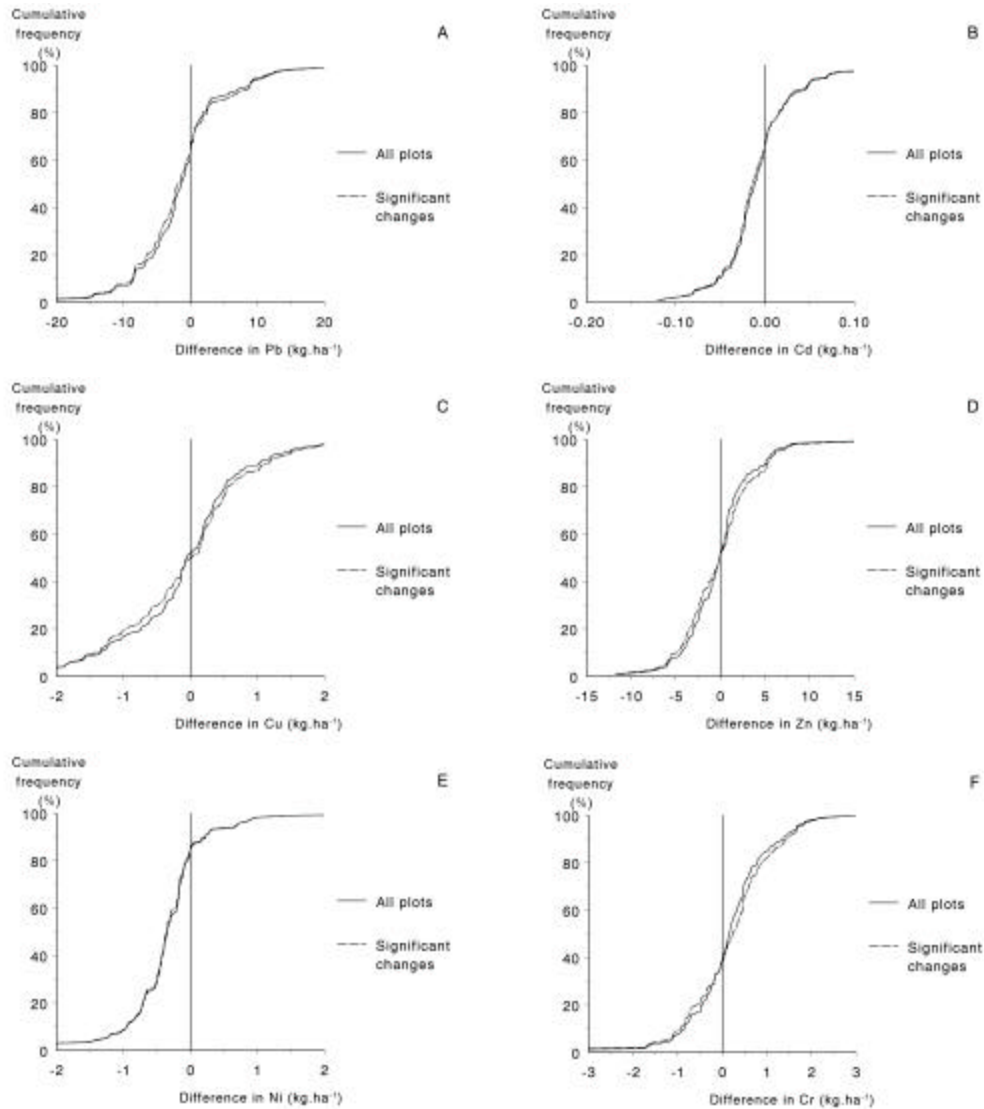 Cumulative
frequency
(%)
A
100
80
60
40
20
0
-20 -10 0 10 20
Difference in Pb (kg.ha⁻¹)
All plots
Significant
changes
Cumulative
frequency
(%)
B
100
80
60
40
20
0
-0.20 -0.10 0.00 0.10
Difference in Cd (kg.ha⁻¹)
All plots
Significant
changes
Cumulative
frequency
(%)
C
100
80
60
40
20
0
-2 -1 0 1 2
Difference in Cu (kg.ha⁻¹)
All plots
Significant
changes
Cumulative
frequency
(%)
D
100
80
60
40
20
0
-15 -10 -5 0 5 10 15
Difference in Zn (kg.ha⁻¹)
All plots
Significant
changes
Cumulative
frequency
(%)
E
100
80
60
40
20
0
-2 -1 0 1 2
Difference in Ni (kg.ha⁻¹)
All plots
Significant
changes
Cumulative
frequency
(%)
F
100
80
60
40
20
0
-3 -2 -1 0 1 2 3
Difference in Cr (kg.ha⁻¹)
All plots
Significant
changes